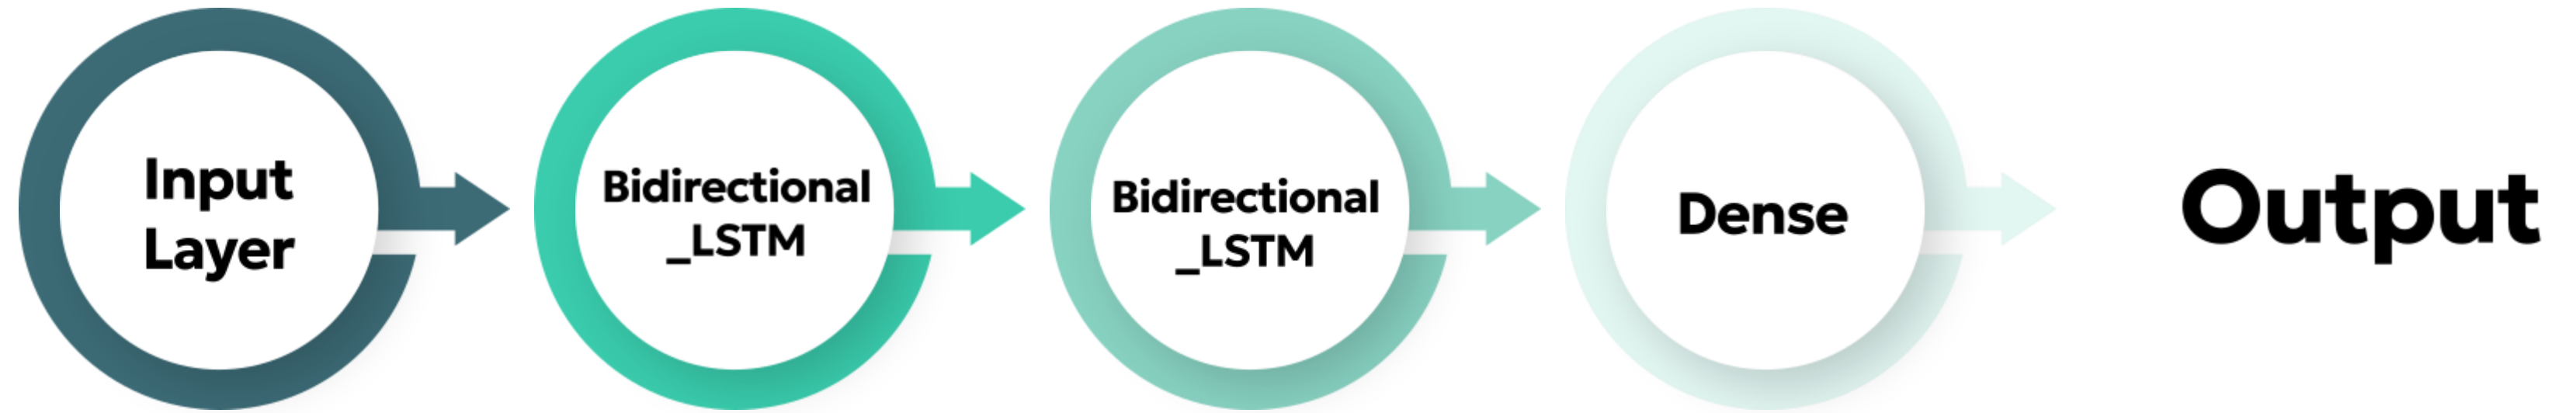 Input
Layer
Bidirectional
_LSTM
Bidirectional
_LSTM
Dense
Output